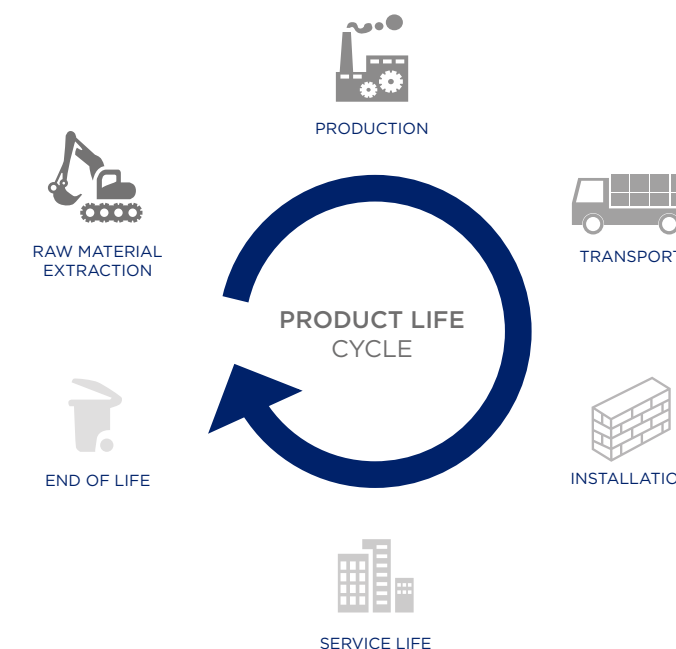 PRODUCTION
RAW MATERIAL
EXTRACTION
TRANSPORT
PRODUCT LIFE
CYCLE
END OF LIFE
INSTALLATIO
SERVICE LIFE